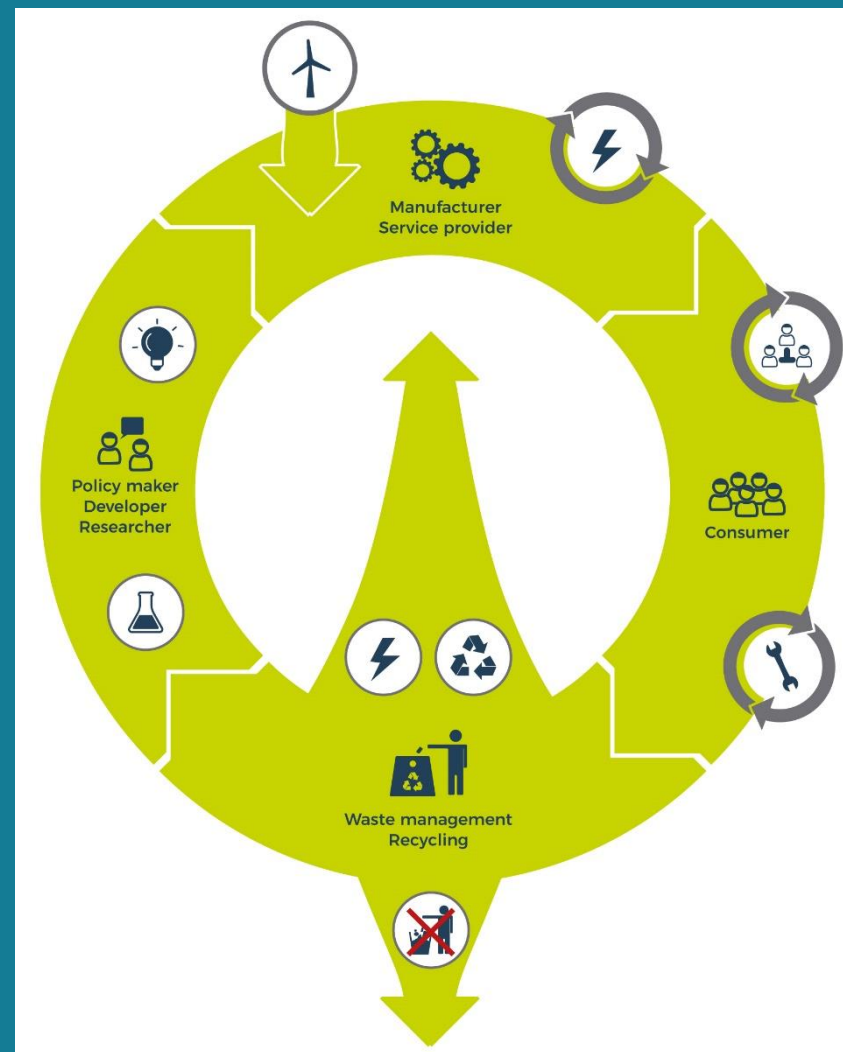 Manufacturer
Service provider
Policy maker
Developer
Researcher
Consumer
Waste management
Recycling